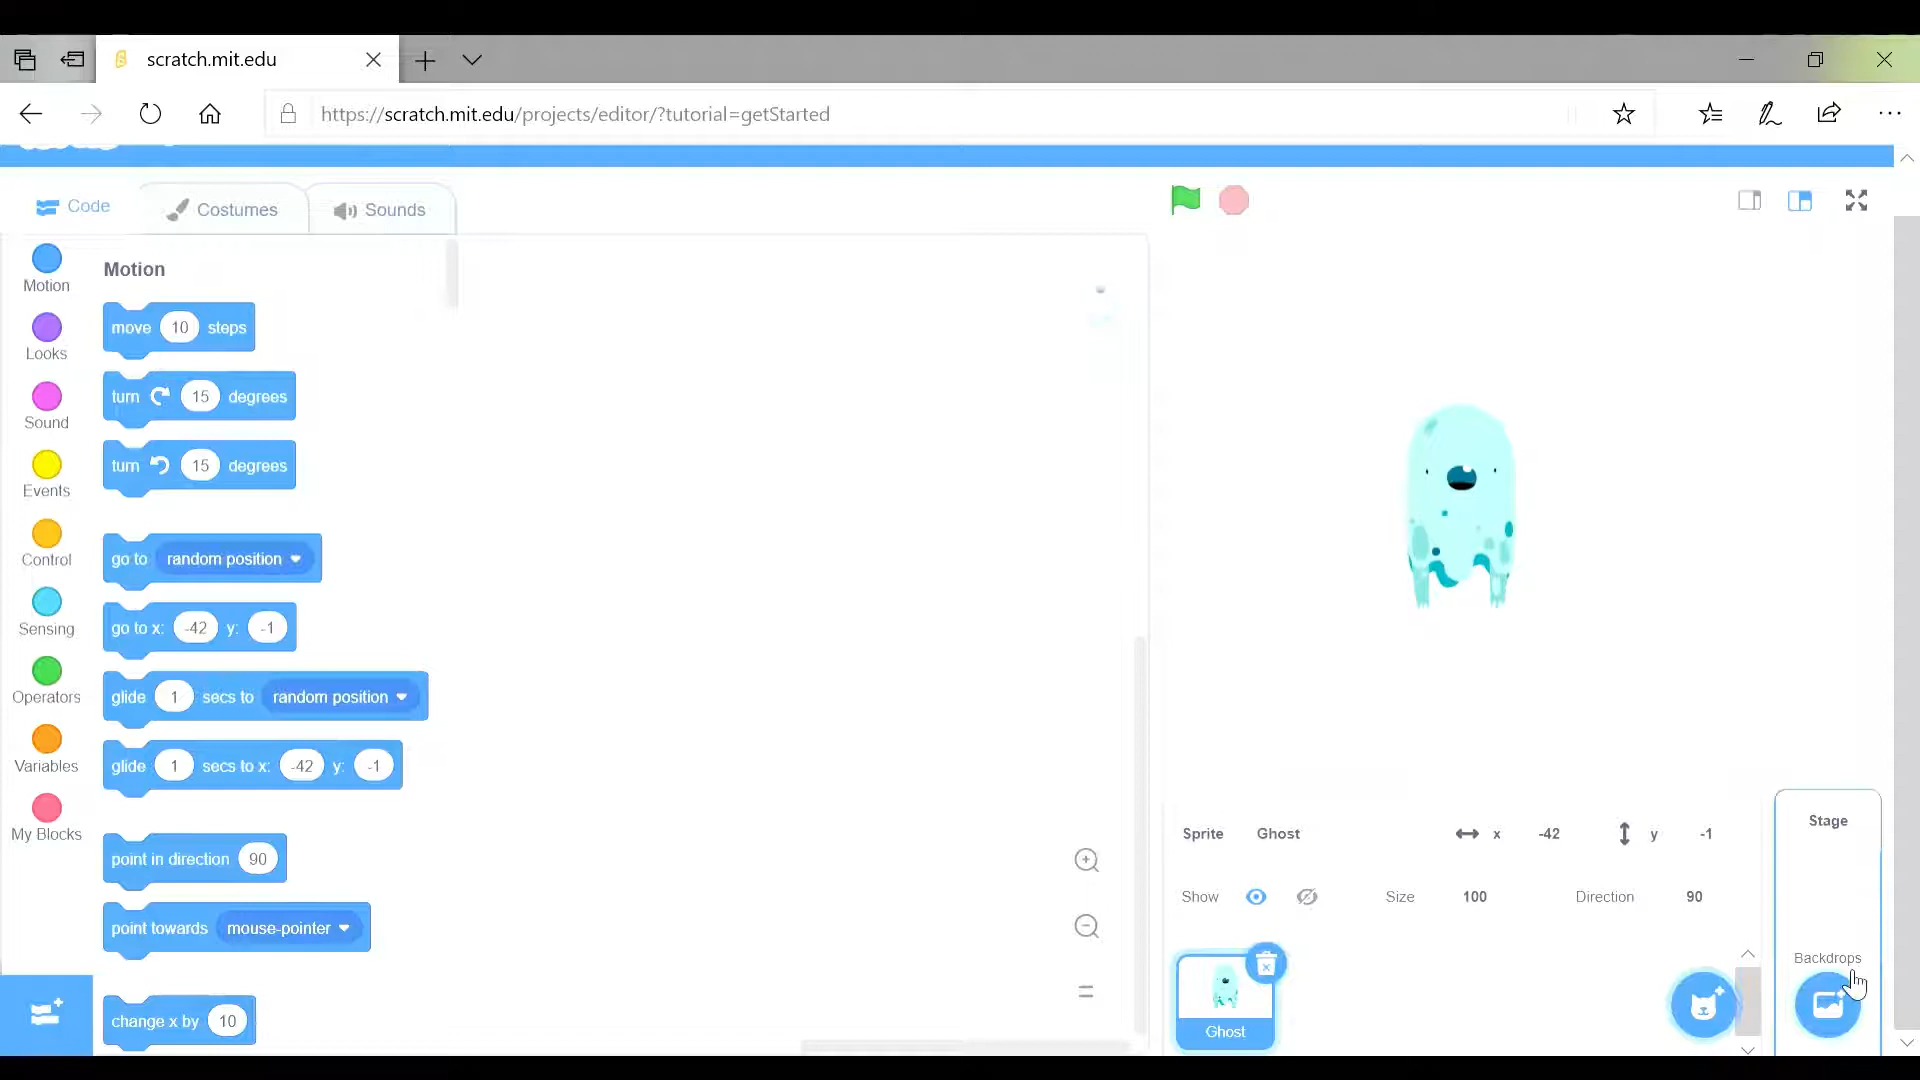 scratch.mit.edu
https://scratch.mit.edu/projects/editor/?tutorial=getStarted
Code
Costumes
Sounds
Motion
Looks
Sound
Events
Control
Sensing
Operators
Variables
My Blocks
Motion
move 10 steps
turn 15 degrees
turn 15 degrees
go to random position
go to x: -42 y: -1
glide 1 secs to random position
glide 1 secs to x: -42 y: -1
point in direction 90
point towards mouse-pointer
change x by 10
Sprite Ghost x -42 y -1
Show Size 100 Direction 90
Ghost
Stage
Backdrops